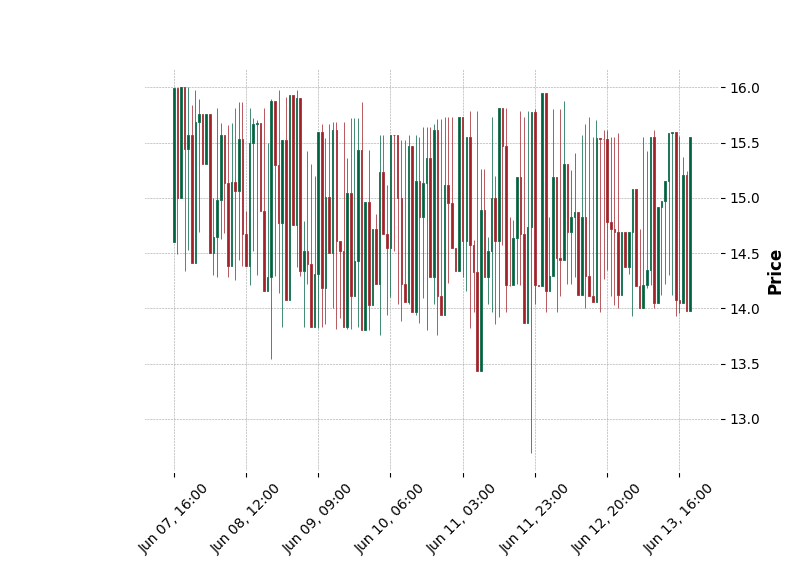 16.0
15.5
15.0
14.5
14.0
13.5
13.0
Price
Jun 07, 16:00
Jun 08, 12:00
Jun 09, 09:00
Jun 10, 06:00
Jun 11, 03:00
Jun 11, 23:00
Jun 12, 20:00
Jun 13, 16:00